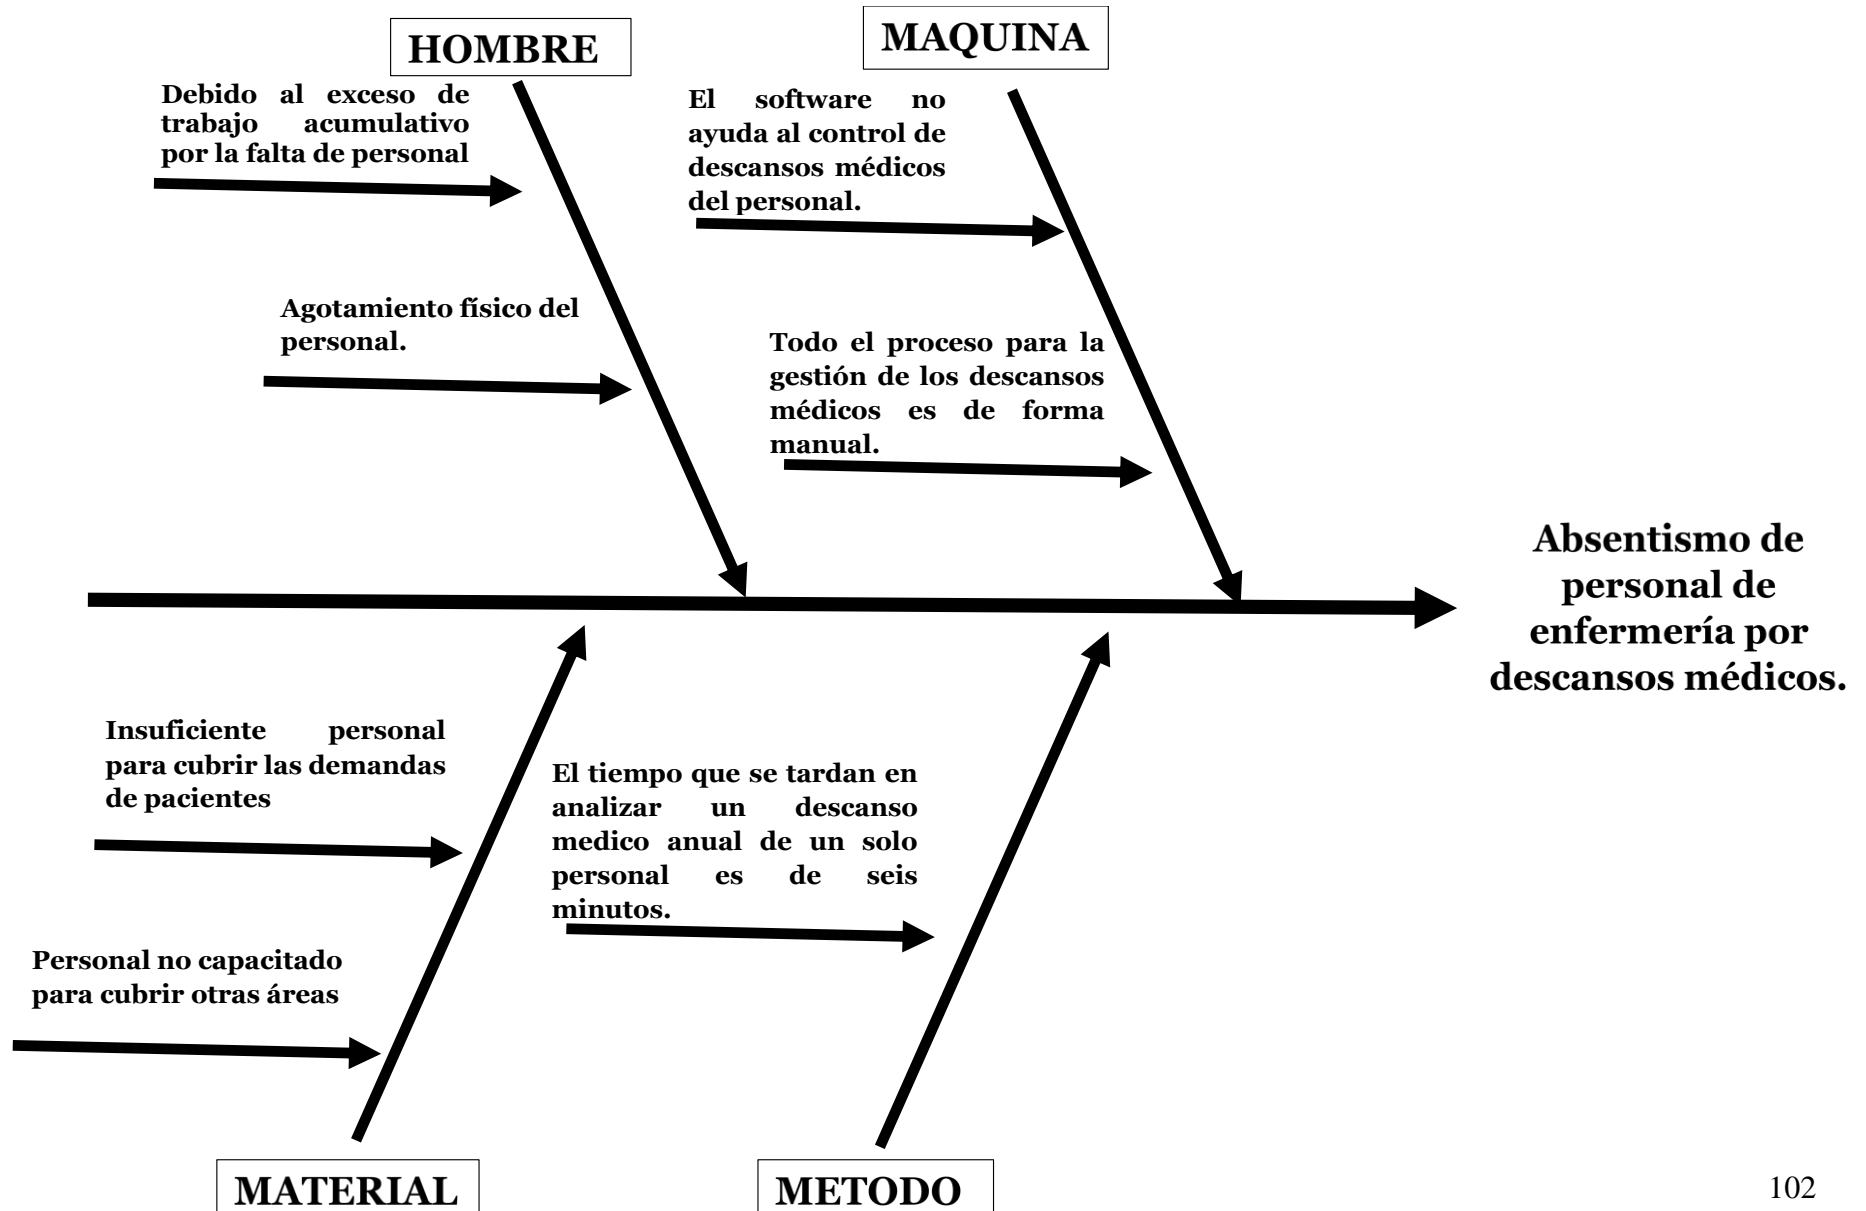 HOMBRE
MAQUINA
Debido al exceso de
trabajo acumulativo
por la falta de personal
El software no
ayuda al control de
descansos médicos
del personal.
Agotamiento físico del
personal.
Todo el proceso para la
gestión de los descansos
médicos es de forma
manual.
Absentismo de
personal de
enfermería por
descansos médicos.
Insuficiente personal
para cubrir las demandas
de pacientes
El tiempo que se tardan en
analizar un descanso
medico anual de un solo
personal es de seis
minutos.
Personal no capacitado
para cubrir otras áreas
MATERIAL
METODO
102